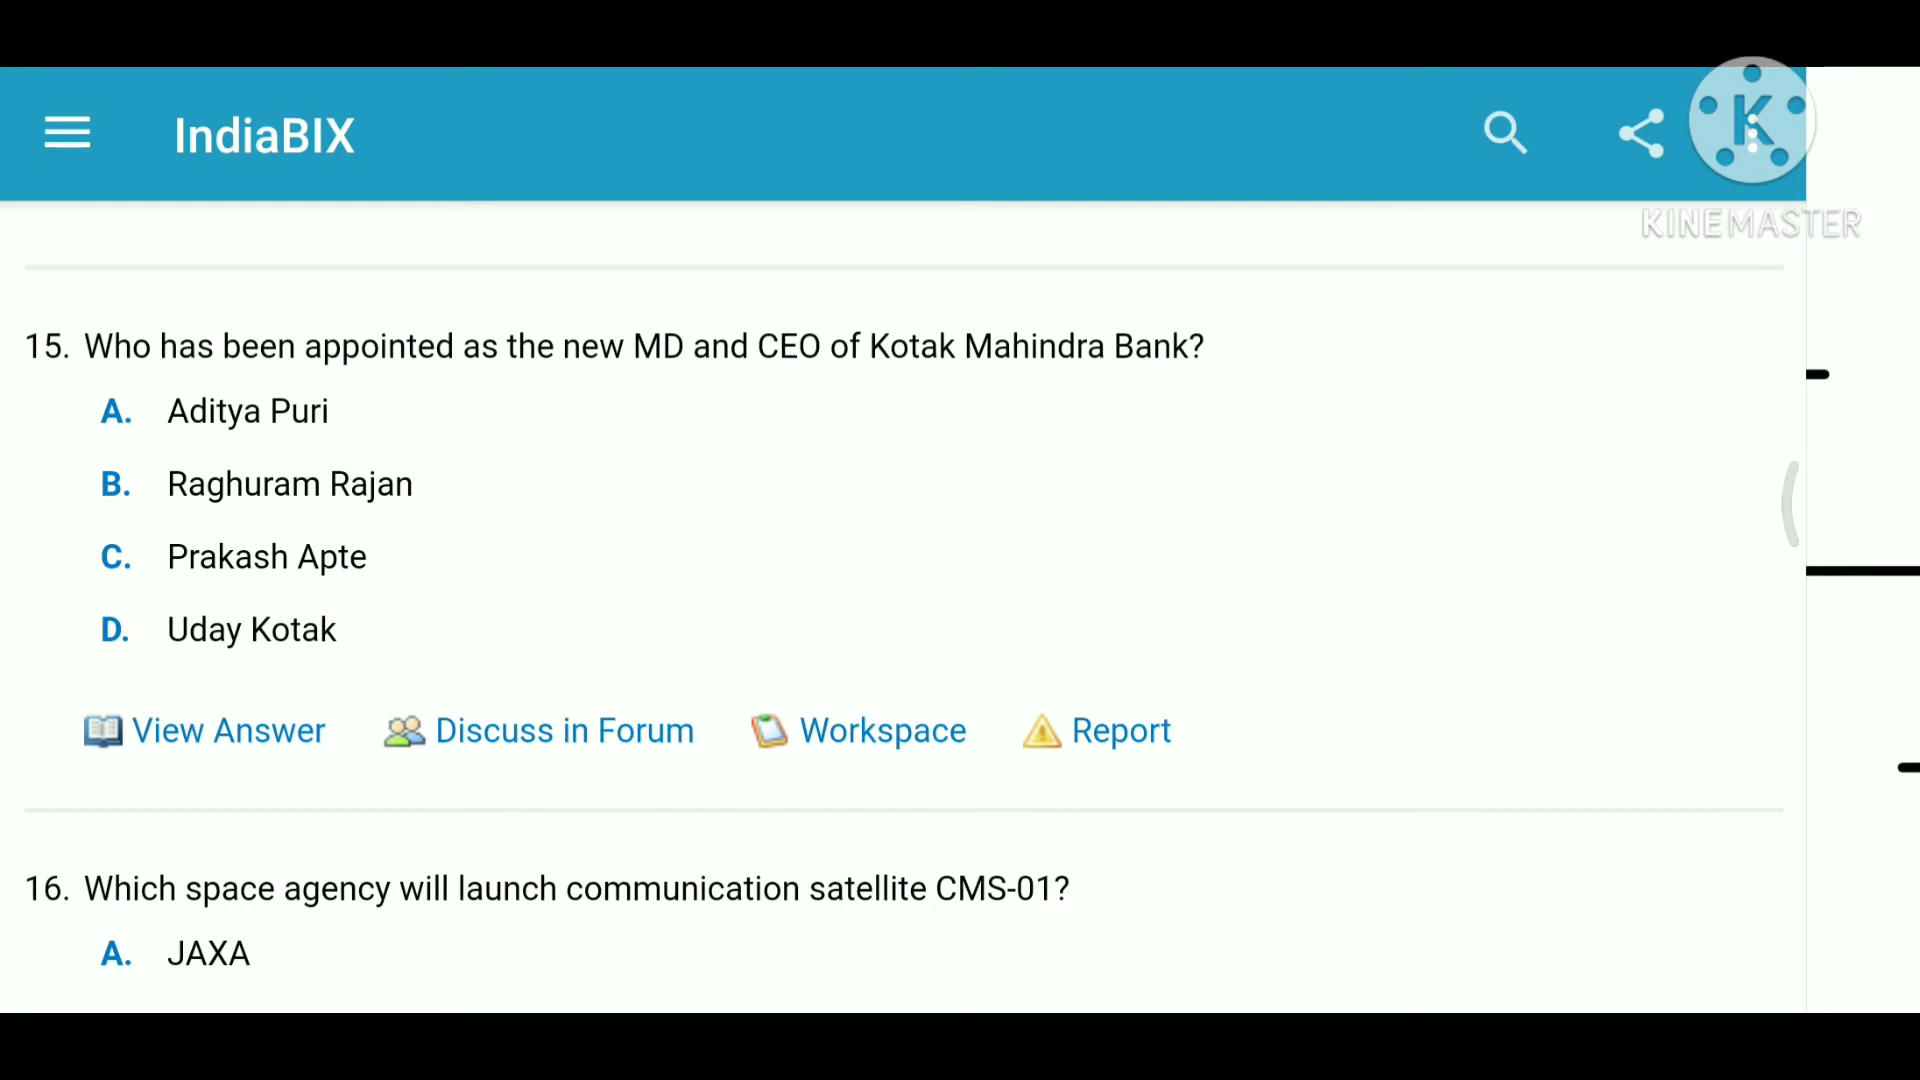 IndiaBIX
K
KINEMASTER
15. Who has been appointed as the new MD and CEO of Kotak Mahindra Bank?
A. Aditya Puri
B. Raghuram Rajan
C. Prakash Apte
D. Uday Kotak
View Answer Discuss in Forum Workspace Report
16. Which space agency will launch communication satellite CMS-01?
A. JAXA